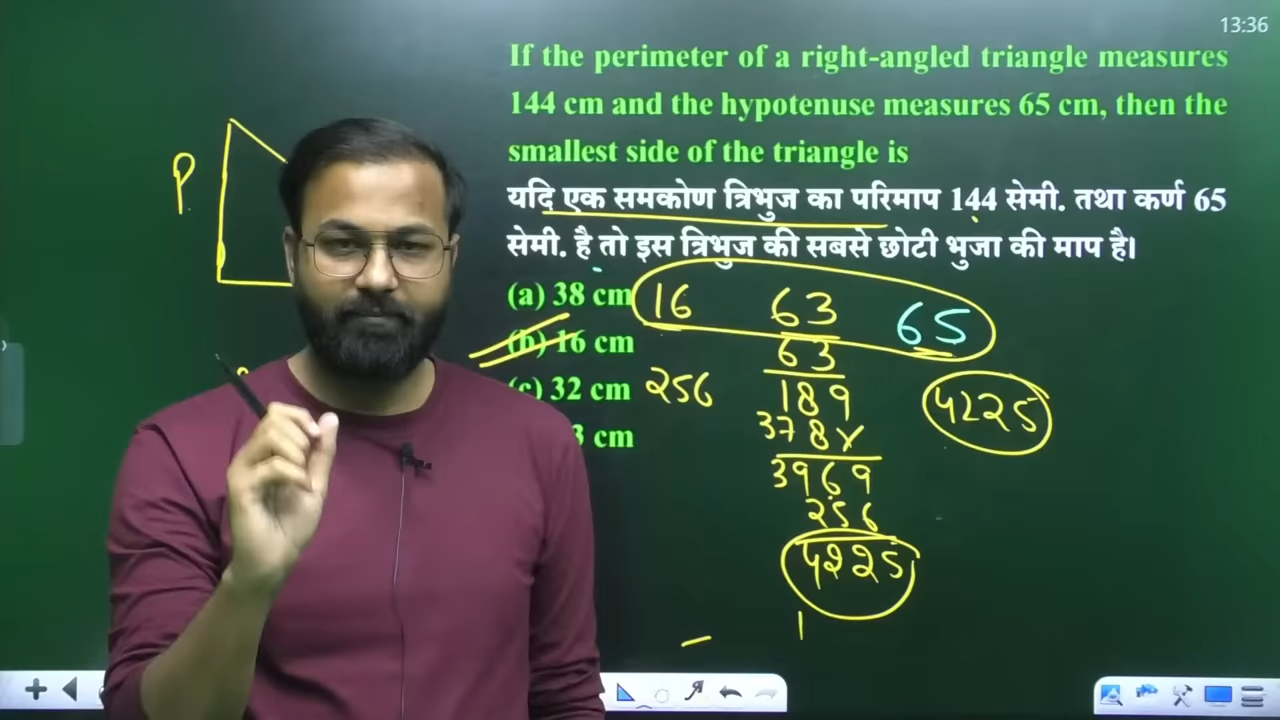 13:36
If the perimeter of a right-angled triangle measures
144 cm and the hypotenuse measures 65 cm, then the
smallest side of the triangle is
यदि एक समकोण त्रिभुज का परिमाप 144 सेमी. तथा कर्ण 65
सेमी. है तो इस त्रिभुज की सबसे छोटी भुजा की माप है।
P
(a) 38 cm
16 63 65
(b) 16 cm
63
(c) 32 cm
256 189 4225
378×
cm
3969
256
4225